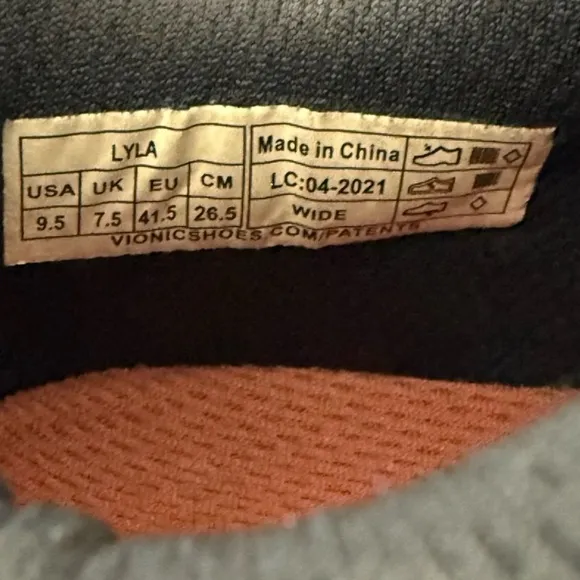 LYLA
USA UK EU CM
9.5 7.5 41.5 26.5
Made in China
LC:04-2021
WIDE
VIONICSHOES.COM/PATENTS